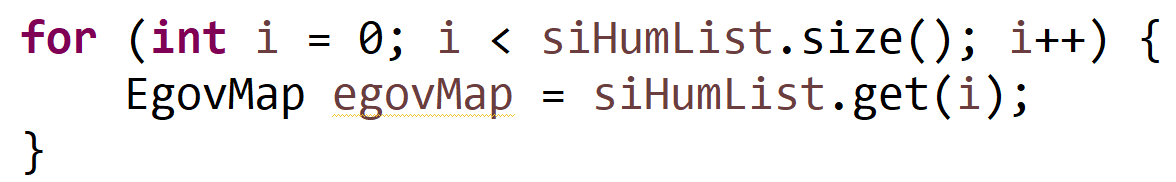 for (int i = 0; i < siHumList.size(); i++) {
    EgovMap egovMap = siHumList.get(i);
}